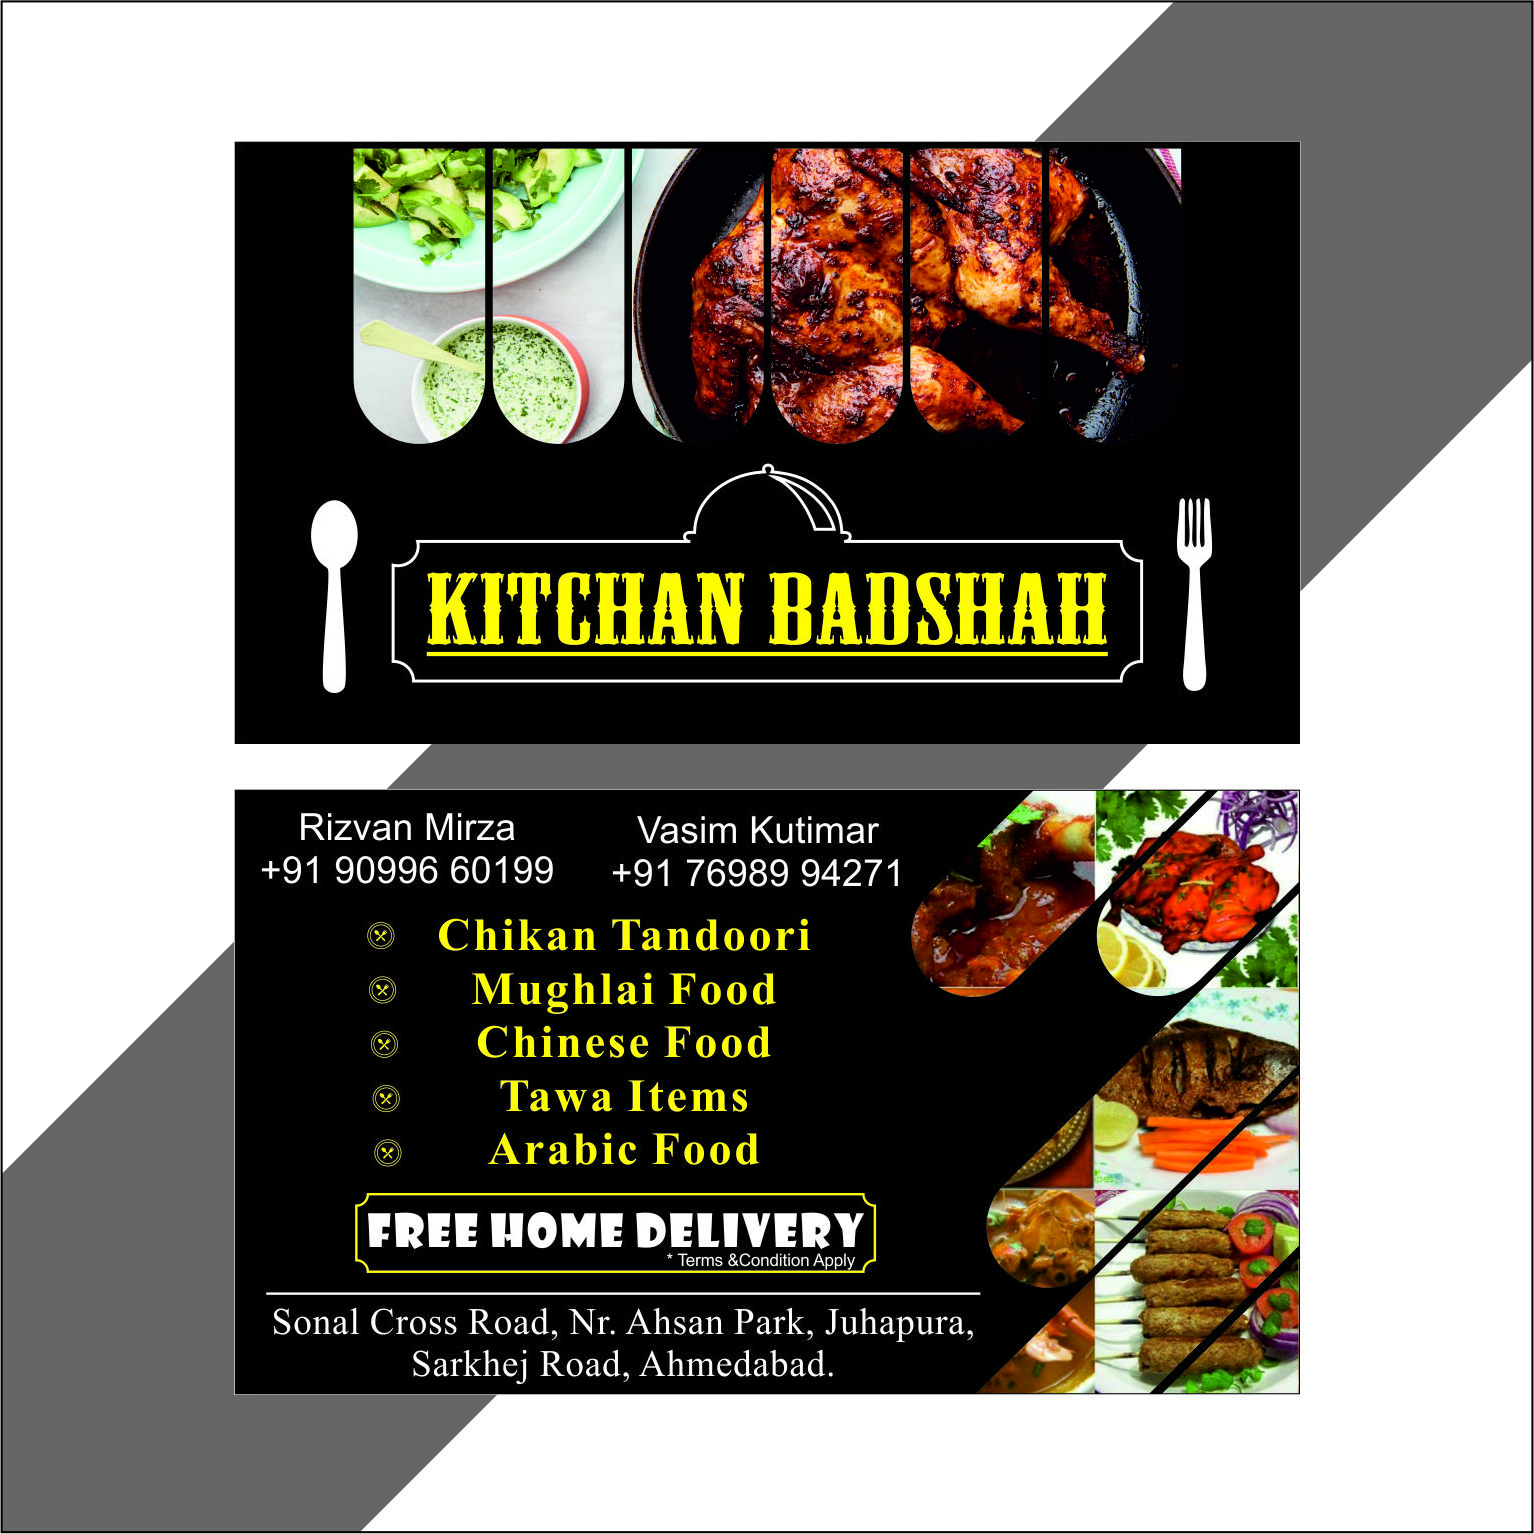 KITCHAN BADSHAH
Rizvan Mirza
+91 90996 60199
Vasim Kutimar
+91 76989 94271
Chikan Tandoori
Mughlai Food
Chinese Food
Tawa Items
Arabic Food
FREE HOME DELIVERY
* Terms &Condition Apply
Sonal Cross Road, Nr. Ahsan Park, Juhapura,
Sarkhej Road, Ahmedabad.